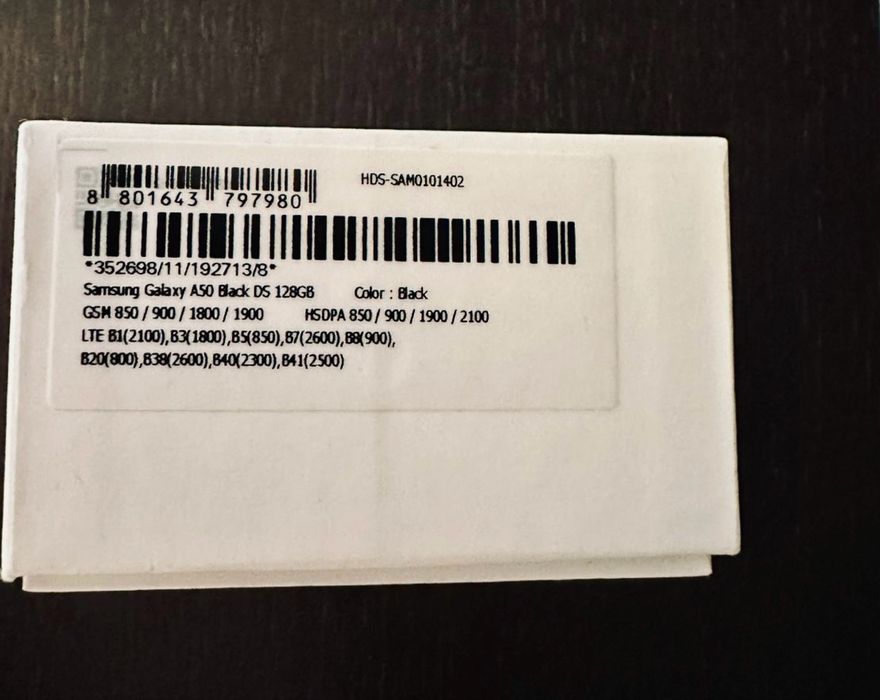 HDS-SAM0101402
8 801643 797980
*352698/11/192713/8*
Samsung Galaxy A50 Black DS 128GB Color : Black
GSM 850 / 900 / 1800 / 1900 HSDPA 850 / 900 / 1900 / 2100
LTE B1(2100),B3(1800),B5(850),B7(2600),B8(900),
B20(800),B38(2600),B40(2300),B41(2500)